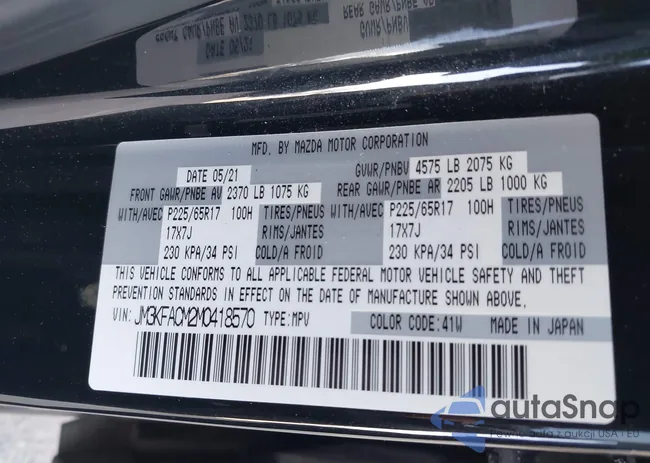 MFD. BY MAZDA MOTOR CORPORATION
DATE 05/21 GVWR/PNBV 4575 LB 2075 KG
FRONT GAWR/PNBE AV 2370 LB 1075 KG REAR GAWR/PNBE AR 2205 LB 1000 KG
WITH/AVEC P225/65R17 100H TIRES/PNEUS WITH/AVEC P225/65R17 100H TIRES/PNEUS
17X7J RIMS/JANTES 17X7J RIMS/JANTES
230 KPA/34 PSI COLD/A FROID 230 KPA/34 PSI COLD/A FROID
THIS VEHICLE CONFORMS TO ALL APPLICABLE FEDERAL MOTOR VEHICLE SAFETY AND THEFT
PREVENTION STANDARDS IN EFFECT ON THE DATE OF MANUFACTURE SHOWN ABOVE.
VIN: JM3KFACM2M0418570 TYPE:MPV COLOR CODE:41W MADE IN JAPAN
autaSnap
auta z aukcji USA i EU